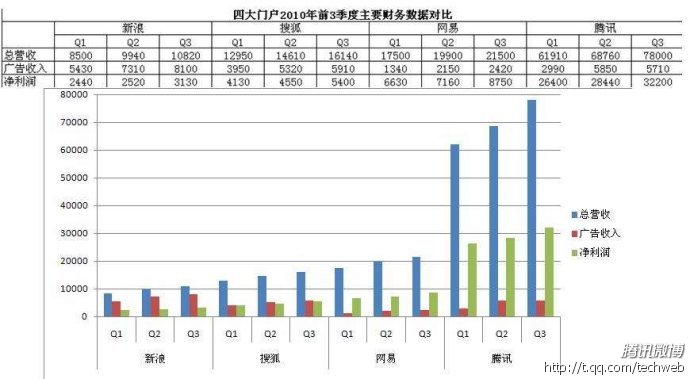 四大门户2010年前3季度主要财务数据对比
新浪 搜狐 网易 腾讯
Q1 Q2 Q3 Q1 Q2 Q3 Q1 Q2 Q3 Q1 Q2 Q3
总营收 8500 9940 10820 12950 14610 16140 17500 19900 21500 61910 68760 78000
广告收入 5430 7310 8100 3950 5320 5910 1340 2150 2420 2990 5850 5710
净利润 2440 2520 3130 4130 4550 5400 6630 7160 8750 26400 28440 32200
80000
70000
60000
50000
40000
30000
20000
10000
0
总营收
广告收入
净利润
Q1 Q2 Q3 Q1 Q2 Q3 Q1 Q2 Q3 Q1 Q2 Q3
新浪 搜狐 网易 腾讯
腾讯微博
http://t.qq.com/techweb